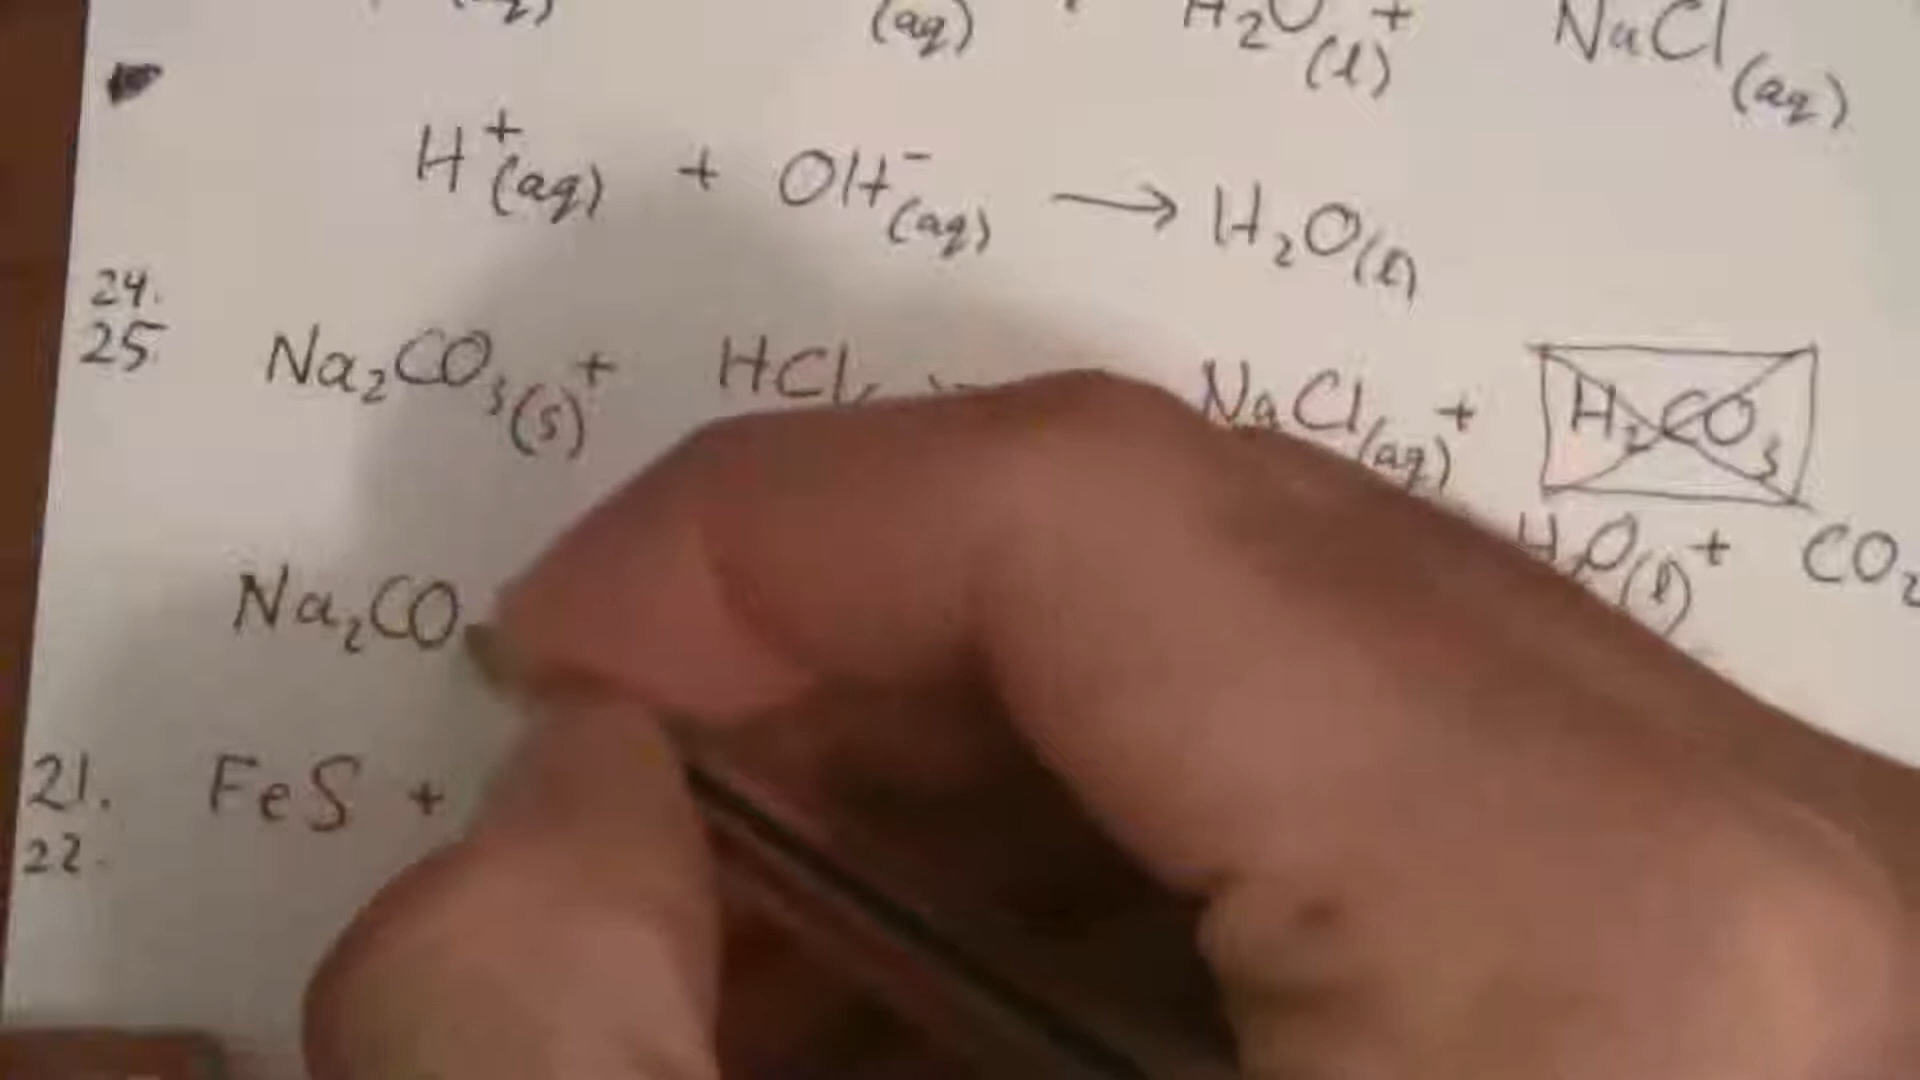 (aq) (aq) H₂O(l) + NaCl(aq)
H⁺(aq) + OH⁻(aq) → H₂O(l)
24.
25. Na₂CO₃(s) + HCl NaCl(aq) + H₂CO₃
H₂O(l) + CO₂
Na₂CO
21. FeS +
22.